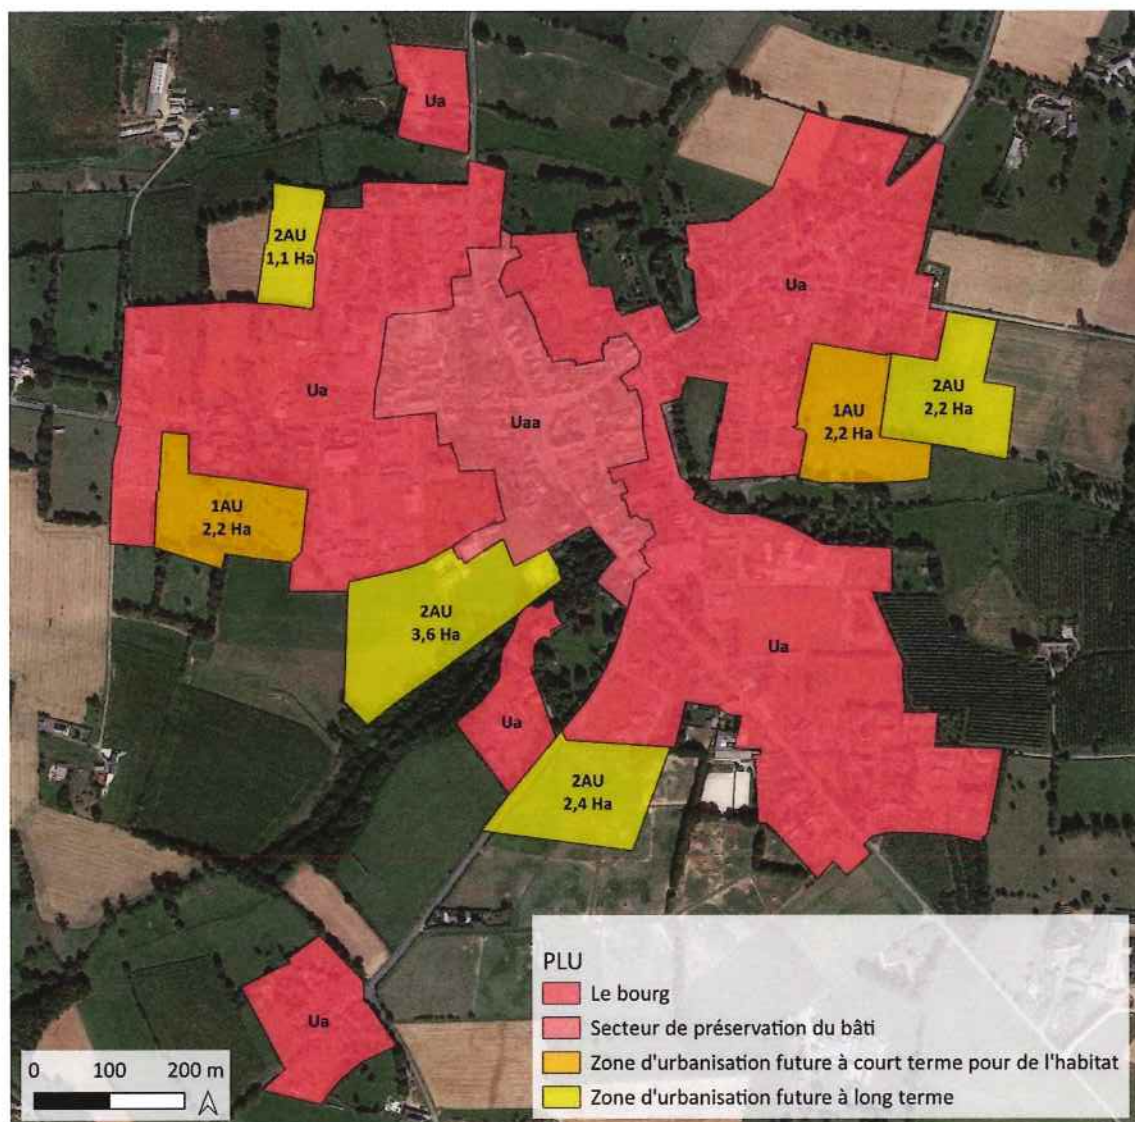 Ua
2AU
1,1 Ha
Ua
Ua
Uaa
1AU
2,2 Ha
2AU
2,2 Ha
1AU
2,2 Ha
2AU
3,6 Ha
Ua
Ua
2AU
2,4 Ha
Ua
PLU
Le bourg
Secteur de préservation du bâti
Zone d'urbanisation future à court terme pour de l'habitat
Zone d'urbanisation future à long terme
0 100 200 m